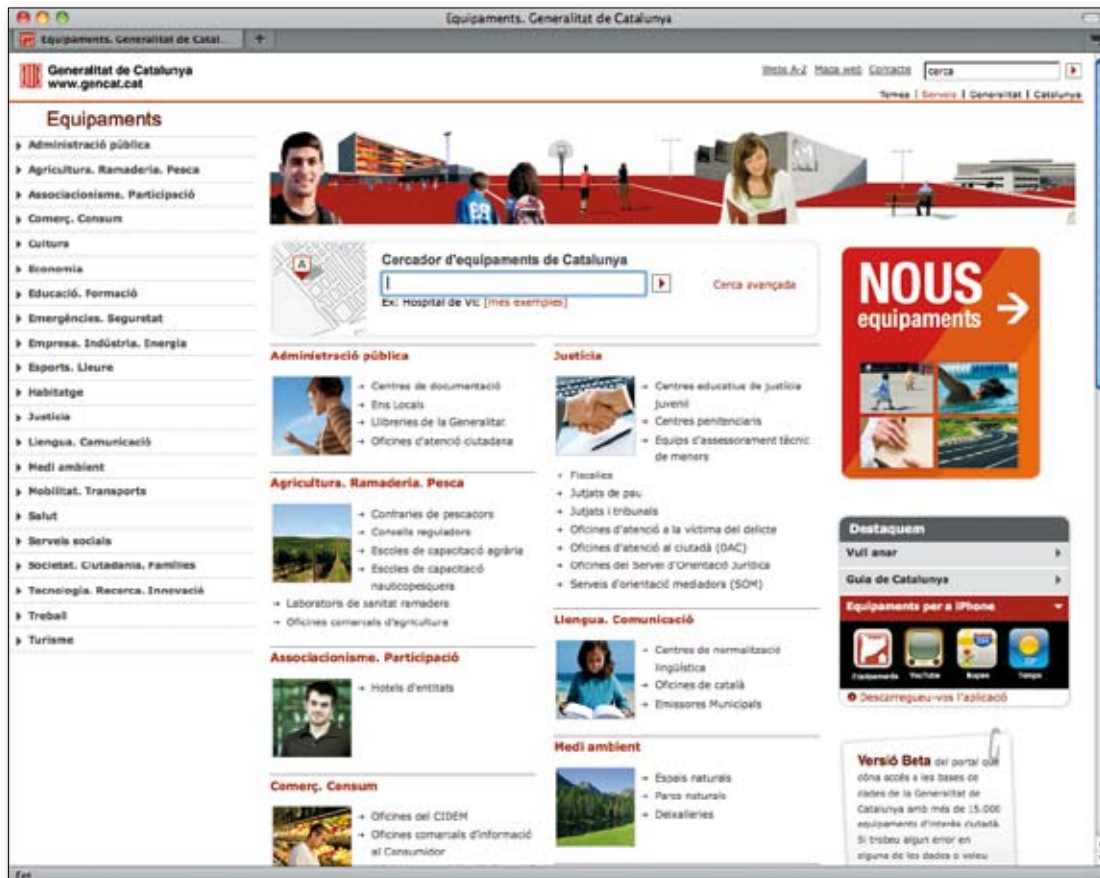 Equipaments. Generalitat de Catalunya
Equipaments. Generalitat de Catal...
Generalitat de Catalunya
www.gencat.cat
Webs A-Z Mapa web Contacte cerca
Temes | Serveis | Generalitat | Catalunya
Equipaments
Administració pública
Agricultura. Ramaderia. Pesca
Associacionisme. Participació
Comerç. Consum
Cultura
Economia
Educació. Formació
Emergències. Seguretat
Empresa. Indústria. Energia
Esports. Lleure
Habitatge
Justícia
Llengua. Comunicació
Medi ambient
Mobilitat. Transports
Salut
Serveis socials
Societat. Ciutadania. Famílies
Tecnologia. Recerca. Innovació
Treball
Turisme
A
Cercador d'equipaments de Catalunya
Cerca avançada
Ex: Hospital de Vic [més exemples]
Administració pública
Centres de documentació
Ens Locals
Llibreries de la Generalitat
Oficines d'atenció ciutadana
Agricultura. Ramaderia. Pesca
Confraries de pescadors
Consells reguladors
Escoles de capacitació agrària
Escoles de capacitació
nauticopesquera
Laboratoris de sanitat ramaders
Oficines comarcals d'agricultura
Associacionisme. Participació
Hotels d'entitats
Comerç. Consum
Oficines del CIDEM
Oficines comarcals d'informació
al Consumidor
Justícia
Centres educatius de justícia
juvenil
Centres penitenciaris
Equips d'assessorament tècnic
de menors
Fiscalies
Jutjats de pau
Jutjats i tribunals
Oficines d'atenció a la víctima del delicte
Oficines d'atenció al ciutadà (OAC)
Oficines del Servei d'Orientació Jurídica
Serveis d'orientació mediadora (SOM)
Llengua. Comunicació
Centres de normalització
lingüística
Oficines de català
Emissores Municipals
Medi ambient
Espais naturals
Parcs naturals
Deixalleries
NOUS
equipaments
Destaquem
Vull anar
Guia de Catalunya
Equipaments per a iPhone
Equipaments YouTube Mapas Temps
Descarregueu-vos l'aplicació
Versió Beta del portal que
dóna accés a les bases de
dades de la Generalitat de
Catalunya amb més de 15.000
equipaments d'interès ciutadà.
Si trobeu algun error en
alguna de les dades o voleu
Fet